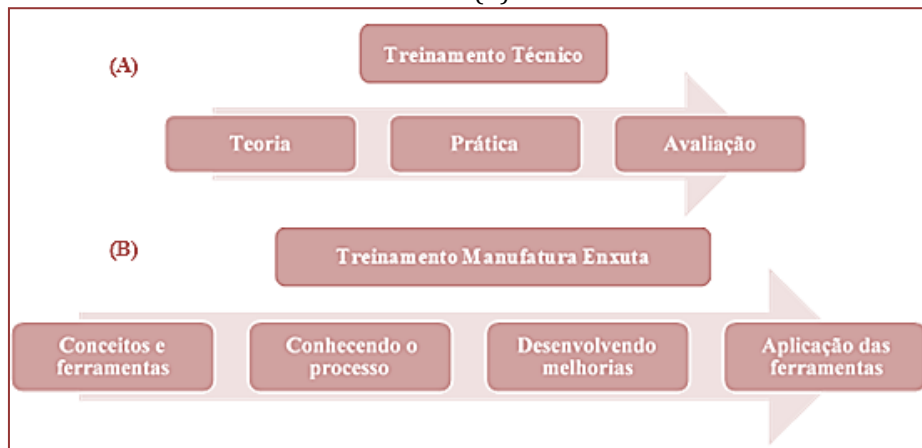 (A)
Treinamento Técnico
Teoria
Prática
Avaliação
(B)
Treinamento Manufatura Enxuta
Conceitos e
ferramentas
Conhecendo o
processo
Desenvolvendo
melhorias
Aplicação das
ferramentas